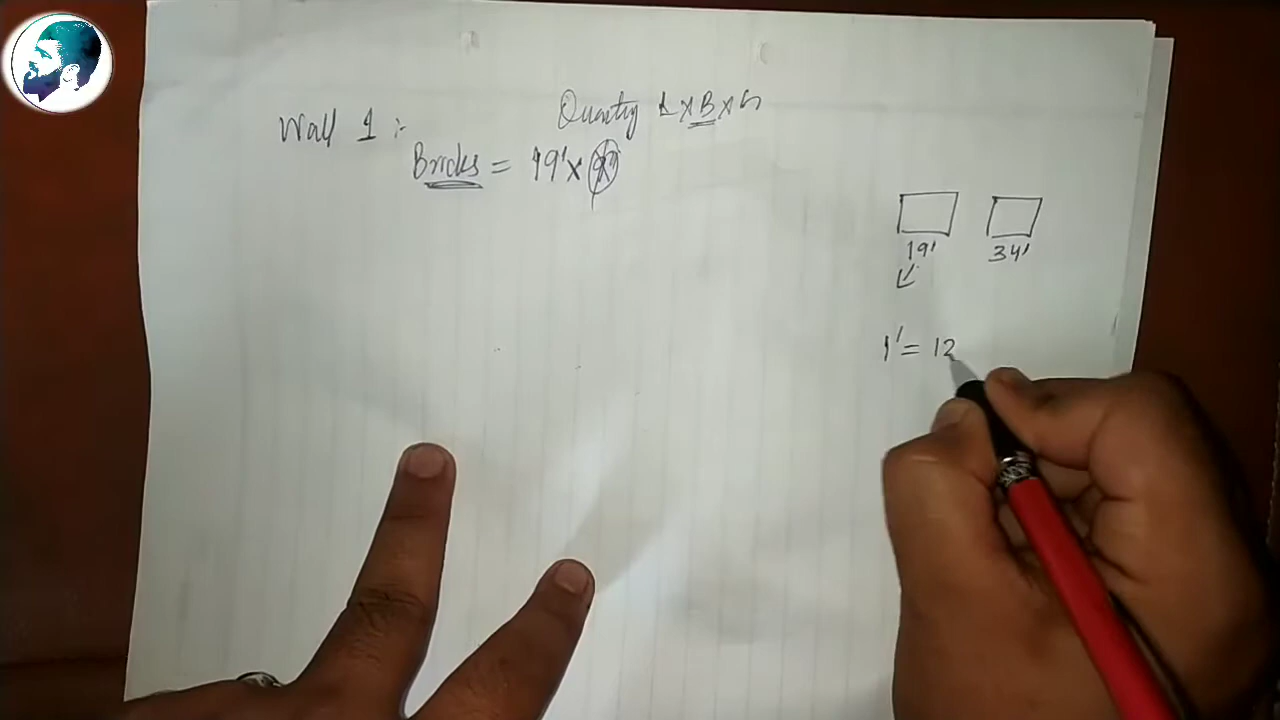 Quantity L x B x h
Wall 1 :-
Bricks = 19' x
19' 34'
1' = 12